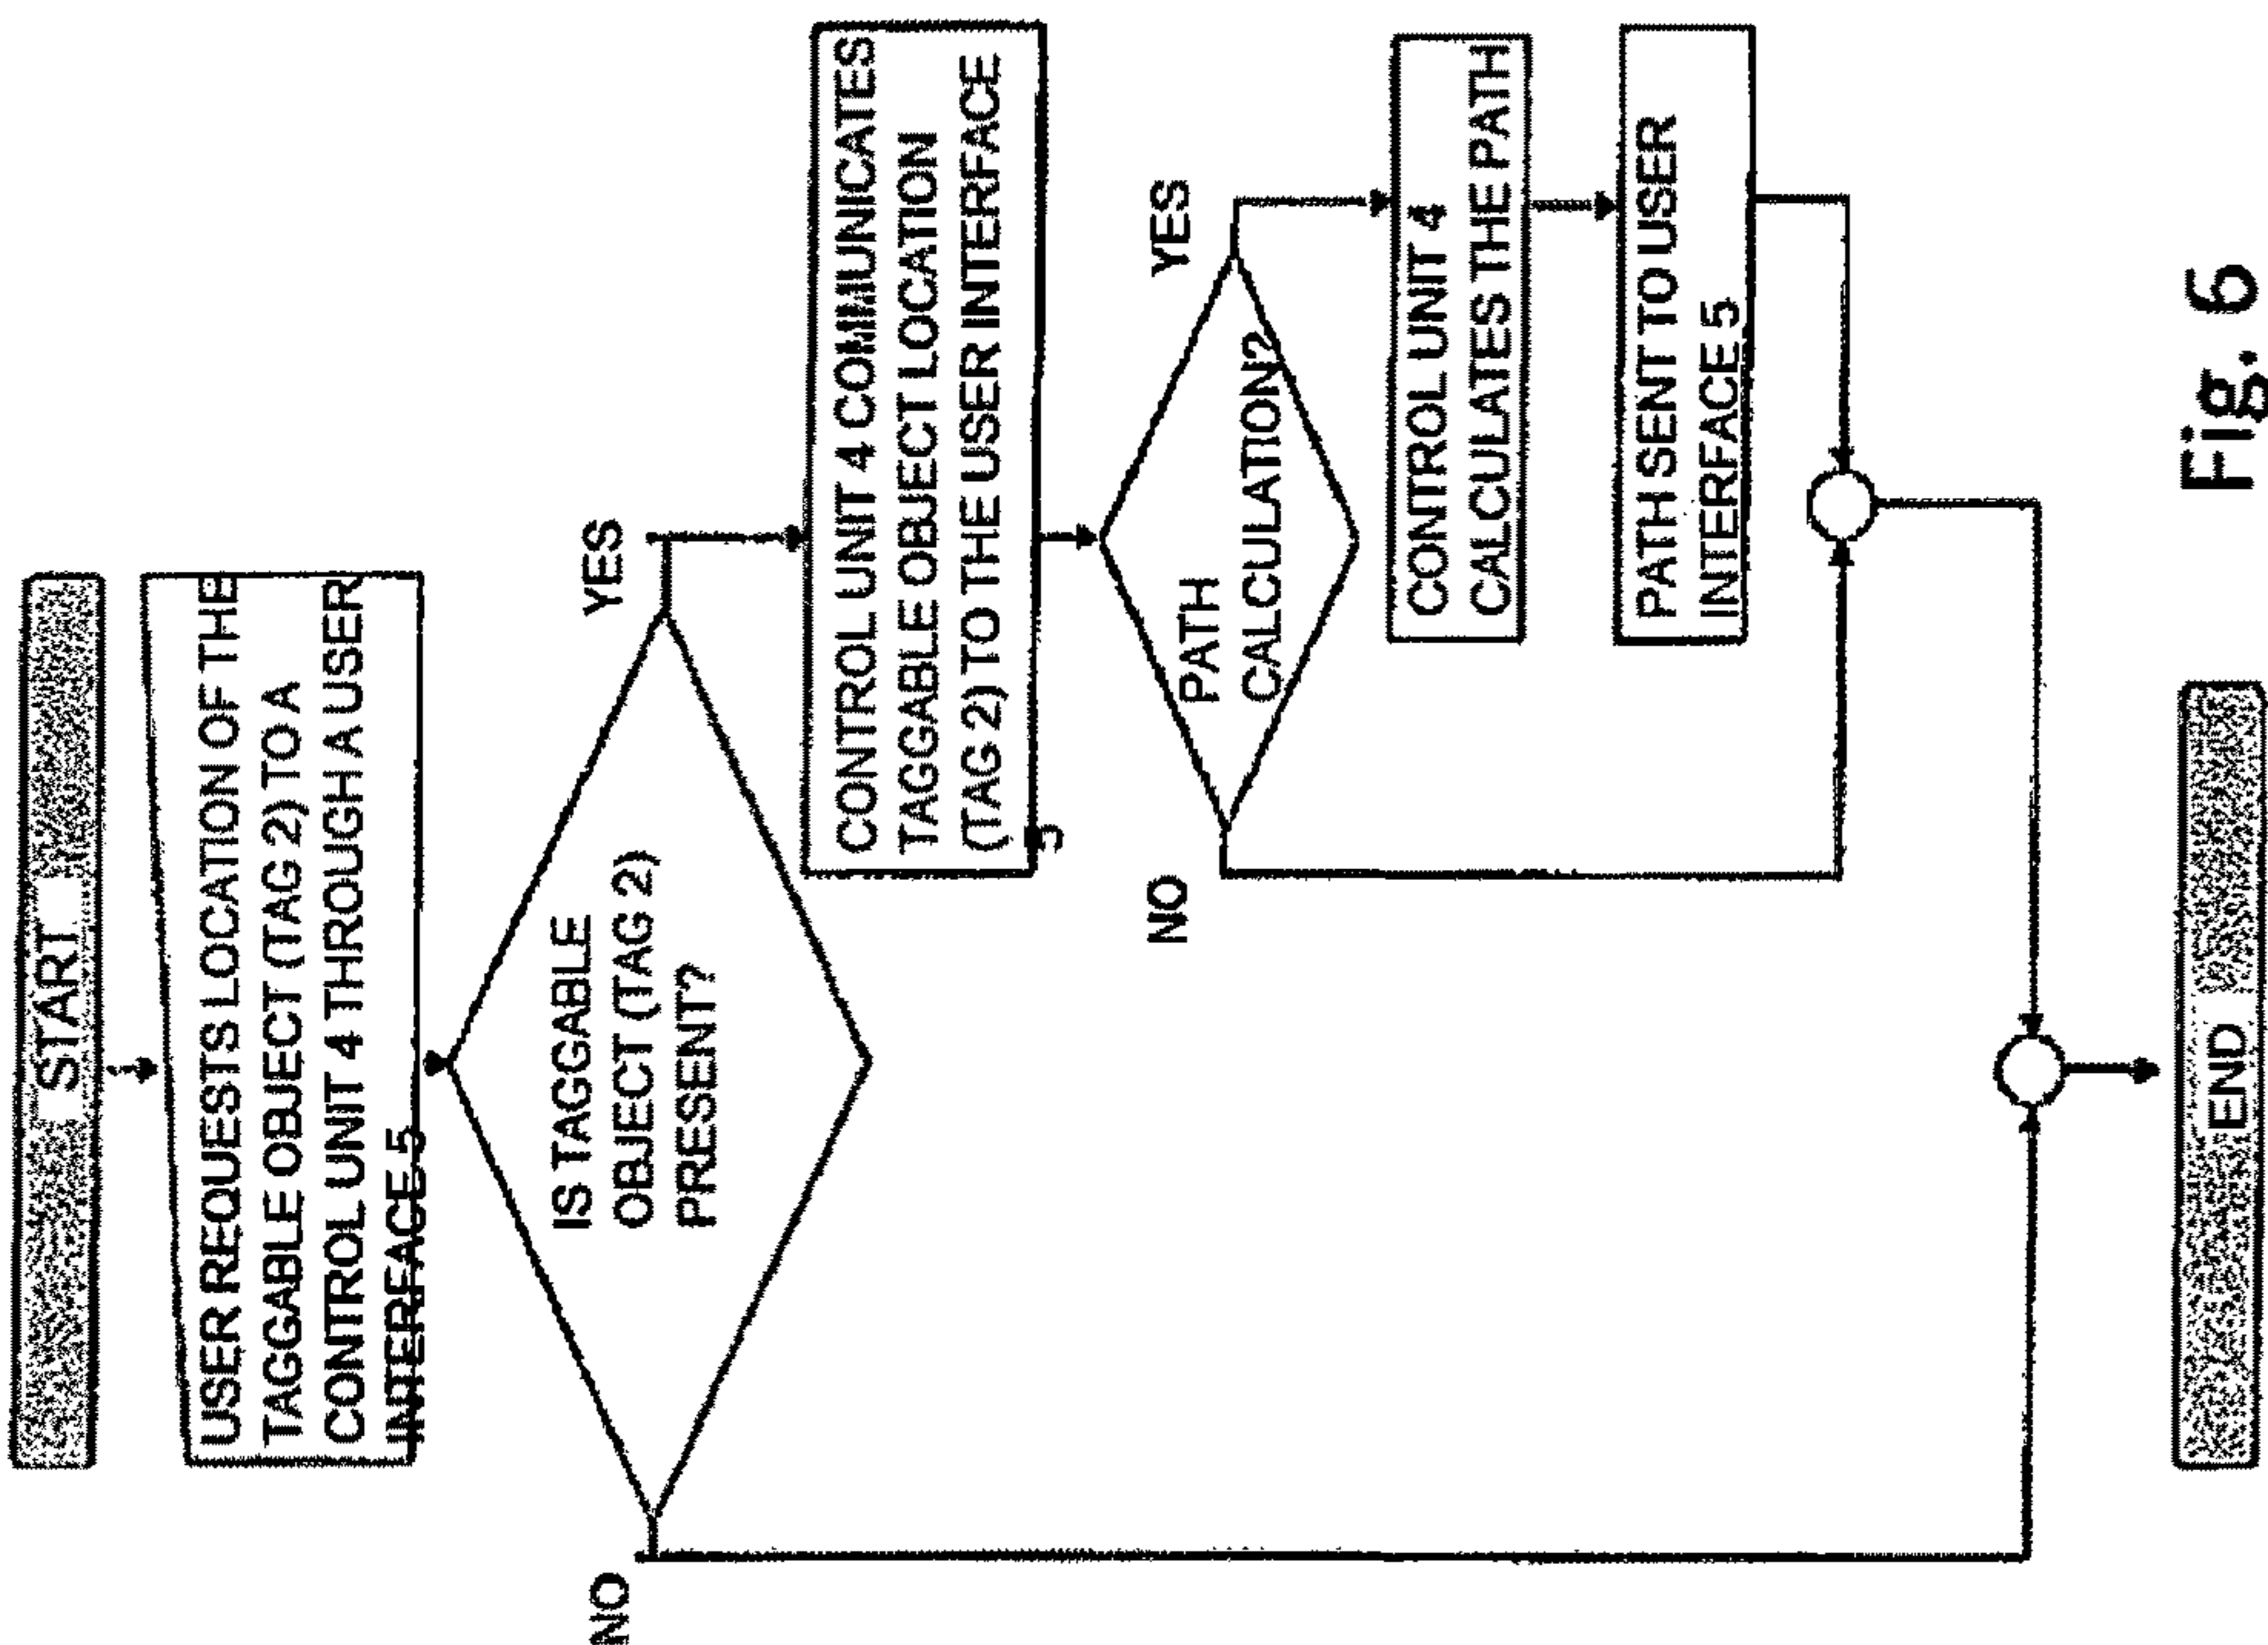 START
USER REQUESTS LOCATION OF THE
TAGGABLE OBJECT (TAG 2) TO A
CONTROL UNIT 4 THROUGH A USER
INTERFACE 5
IS TAGGABLE
OBJECT (TAG 2)
PRESENT?
YES
NO
CONTROL UNIT 4 COMMUNICATES
TAGGABLE OBJECT LOCATION
(TAG 2) TO THE USER INTERFACE
5
PATH
CALCULATION?
YES
NO
CONTROL UNIT 4
CALCULATES THE PATH
PATH SENT TO USER
INTERFACE 5
END
Fig. 6